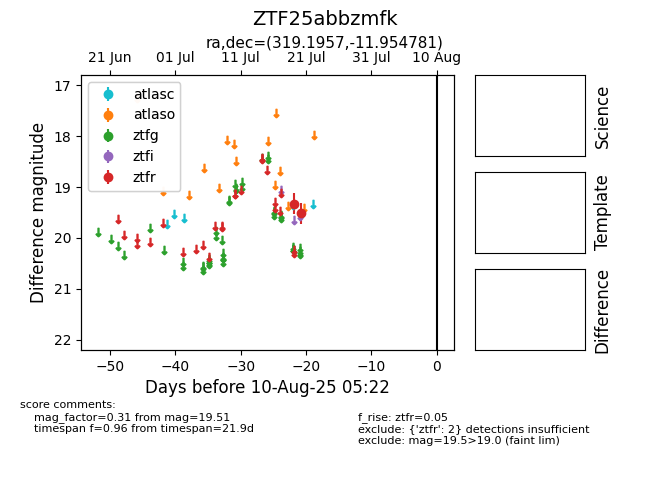 ZTF25abbzmfk
ra,dec=(319.1957,-11.954781)
21 Jun 01 Jul 11 Jul 21 Jul 31 Jul 10 Aug
atlasc
atlaso
ztfg
ztfi
ztfr
17
18
19
20
21
22
Difference magnitude
−50 −40 −30 −20 −10 0
Days before 10-Aug-25 05:22
Science
Template
Difference
score comments:
mag_factor=0.31 from mag=19.51
timespan f=0.96 from timespan=21.9d
f_rise: ztfr=0.05
exclude: {'ztfr': 2} detections insufficient
exclude: mag=19.5>19.0 (faint lim)